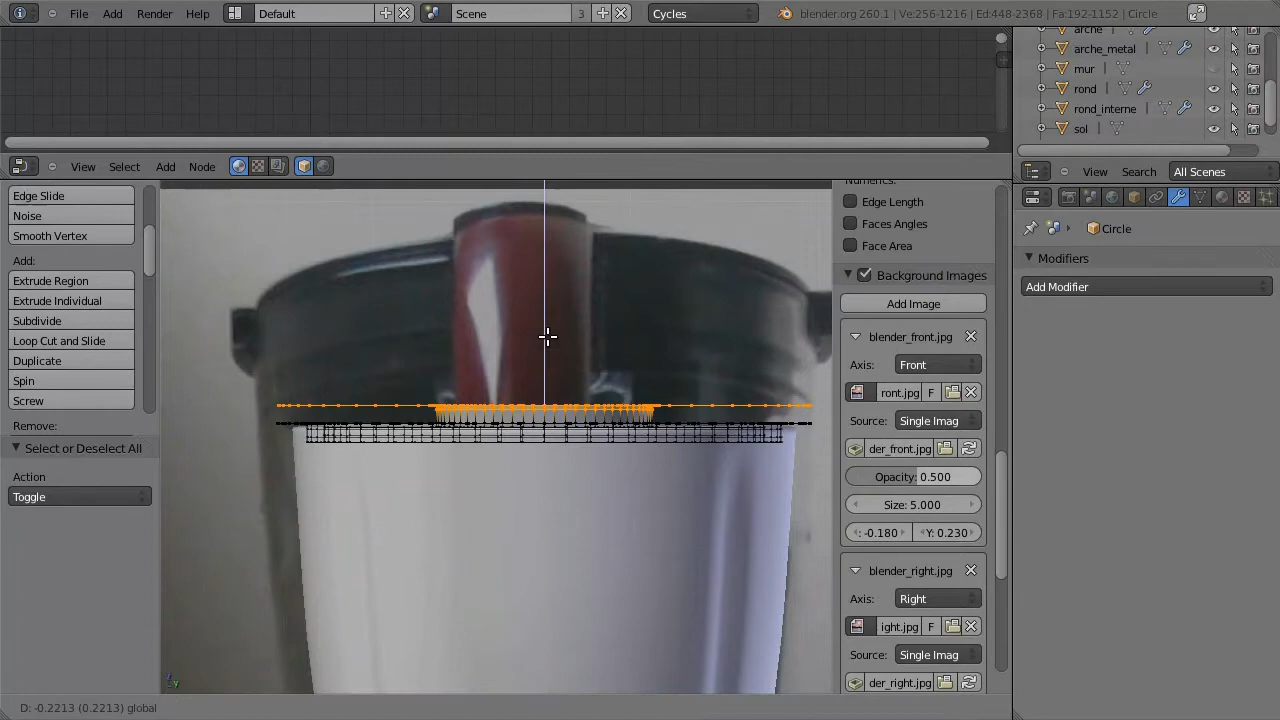 File
Add
Render
Help
Default
Scene
3
Cycles
blender.org 260.1 | Ve:256-1216 | Ed:448-2368 | Fa:192-1152 | Circle
View
Select
Add
Node
arche
arche_metal
mur
rond
rond_interne
sol
View
Search
All Scenes
Circle
Modifiers
Add Modifier
Edge Slide
Noise
Smooth Vertex
Add:
Extrude Region
Extrude Individual
Subdivide
Loop Cut and Slide
Duplicate
Spin
Screw
Remove:
Select or Deselect All
Action
Toggle
Numerics:
Edge Length
Faces Angles
Face Area
Background Images
Add Image
blender_front.jpg
Axis:
Front
ront.jpg
F
Source:
Single Imag
der_front.jpg
Opacity: 0.500
Size: 5.000
: -0.180
Y: 0.230
blender_right.jpg
Axis:
Right
ight.jpg
F
Source:
Single Imag
der_right.jpg
D: -0.2213 (0.2213) global